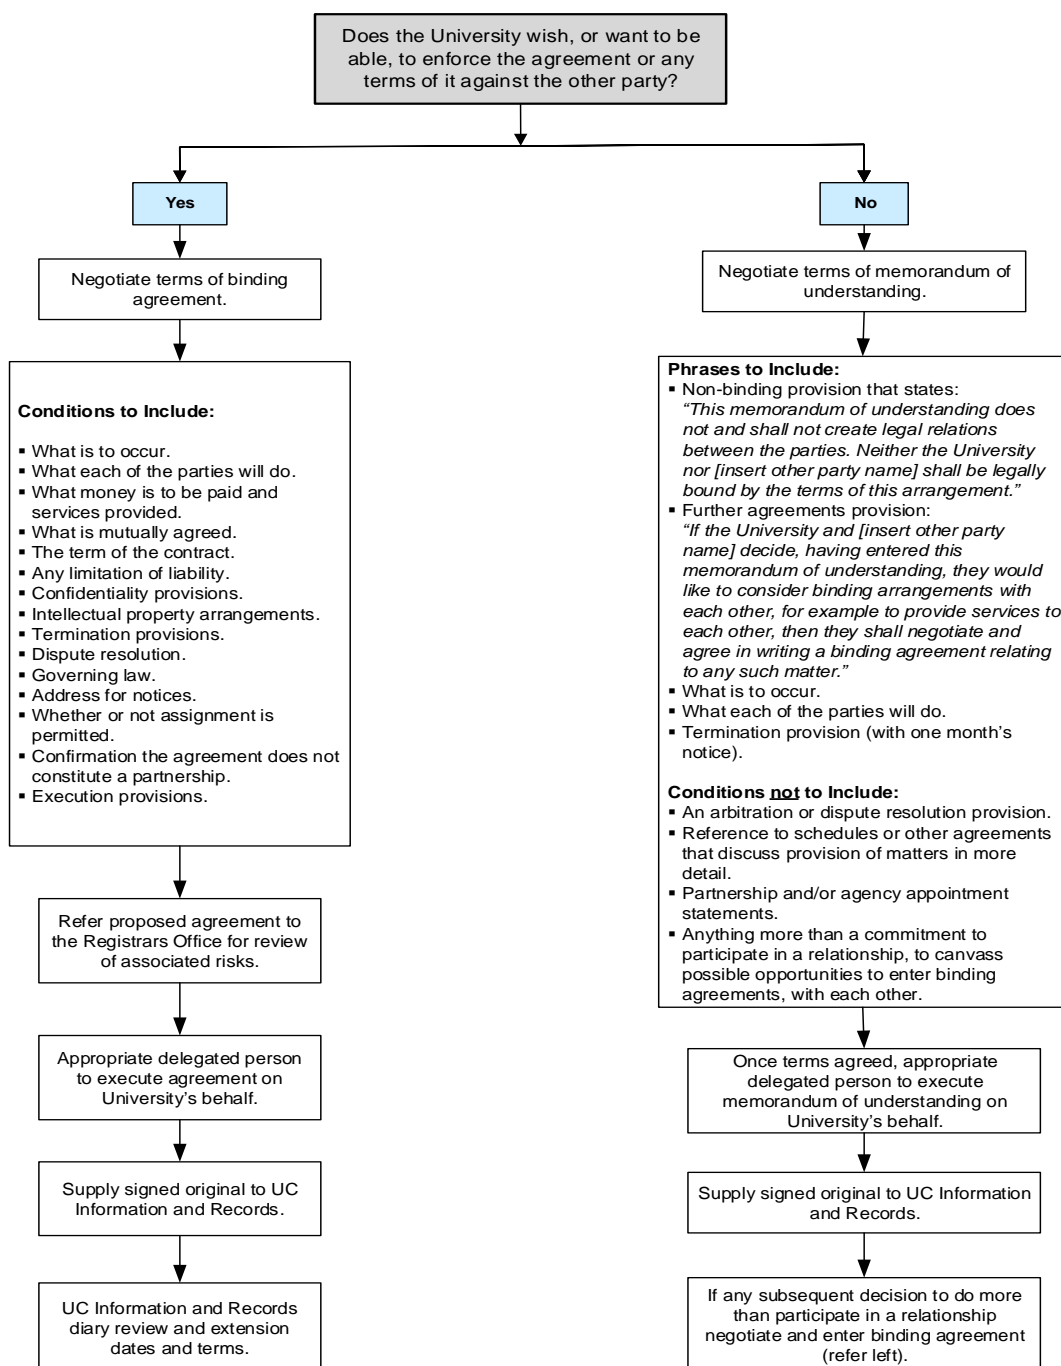 Does the University wish, or want to be
able, to enforce the agreement or any
terms of it against the other party?
Yes
Negotiate terms of binding
agreement.
Conditions to Include:
▪ What is to occur.
▪ What each of the parties will do.
▪ What money is to be paid and
services provided.
▪ What is mutually agreed.
▪ The term of the contract.
▪ Any limitation of liability.
▪ Confidentiality provisions.
▪ Intellectual property arrangements.
▪ Termination provisions.
▪ Dispute resolution.
▪ Governing law.
▪ Address for notices.
▪ Whether or not assignment is
permitted.
▪ Confirmation the agreement does not
constitute a partnership.
▪ Execution provisions.
Refer proposed agreement to
the Registrars Office for review
of associated risks.
Appropriate delegated person
to execute agreement on
University’s behalf.
Supply signed original to UC
Information and Records.
UC Information and Records
diary review and extension
dates and terms.
No
Negotiate terms of memorandum of
understanding.
Phrases to Include:
▪ Non-binding provision that states:
“This memorandum of understanding does
not and shall not create legal relations
between the parties. Neither the University
nor [insert other party name] shall be legally
bound by the terms of this arrangement.”
▪ Further agreements provision:
“If the University and [insert other party
name] decide, having entered this
memorandum of understanding, they would
like to consider binding arrangements with
each other, for example to provide services to
each other, then they shall negotiate and
agree in writing a binding agreement relating
to any such matter.”
▪ What is to occur.
▪ What each of the parties will do.
▪ Termination provision (with one month’s
notice).
Conditions not to Include:
▪ An arbitration or dispute resolution provision.
▪ Reference to schedules or other agreements
that discuss provision of matters in more
detail.
▪ Partnership and/or agency appointment
statements.
▪ Anything more than a commitment to
participate in a relationship, to canvass
possible opportunities to enter binding
agreements, with each other.
Once terms agreed, appropriate
delegated person to execute
memorandum of understanding on
University’s behalf.
Supply signed original to UC Information
and Records.
If any subsequent decision to do more
than participate in a relationship
negotiate and enter binding agreement
(refer left).